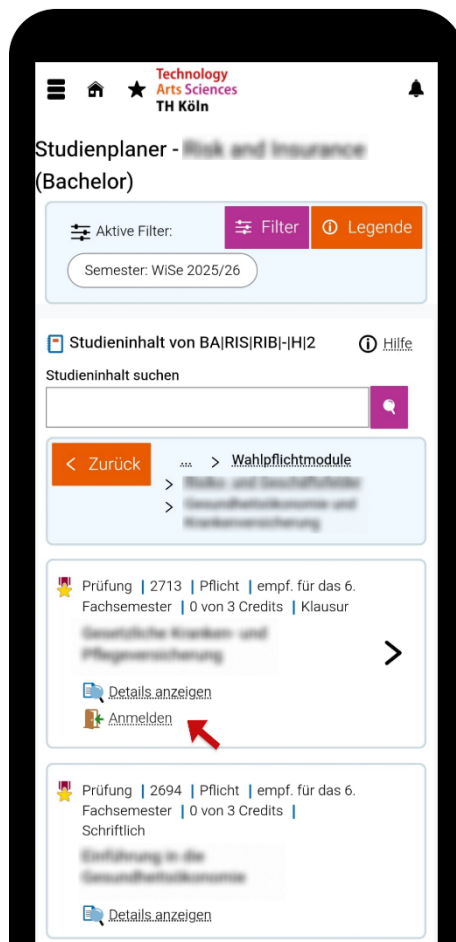 Technology
Arts Sciences
TH Köln
Studienplaner -
(Bachelor)
Aktive Filter:
Filter
Legende
Semester: WiSe 2025/26
Studieninhalt von BA|RIS|RIB|-|H|2
Hilfe
Studieninhalt suchen
< Zurück
... > Wahlpflichtmodule
>
>
Prüfung | 2713 | Pflicht | empf. für das 6.
Fachsemester | 0 von 3 Credits | Klausur
Details anzeigen
Anmelden
Prüfung | 2694 | Pflicht | empf. für das 6.
Fachsemester | 0 von 3 Credits |
Schriftlich
Details anzeigen